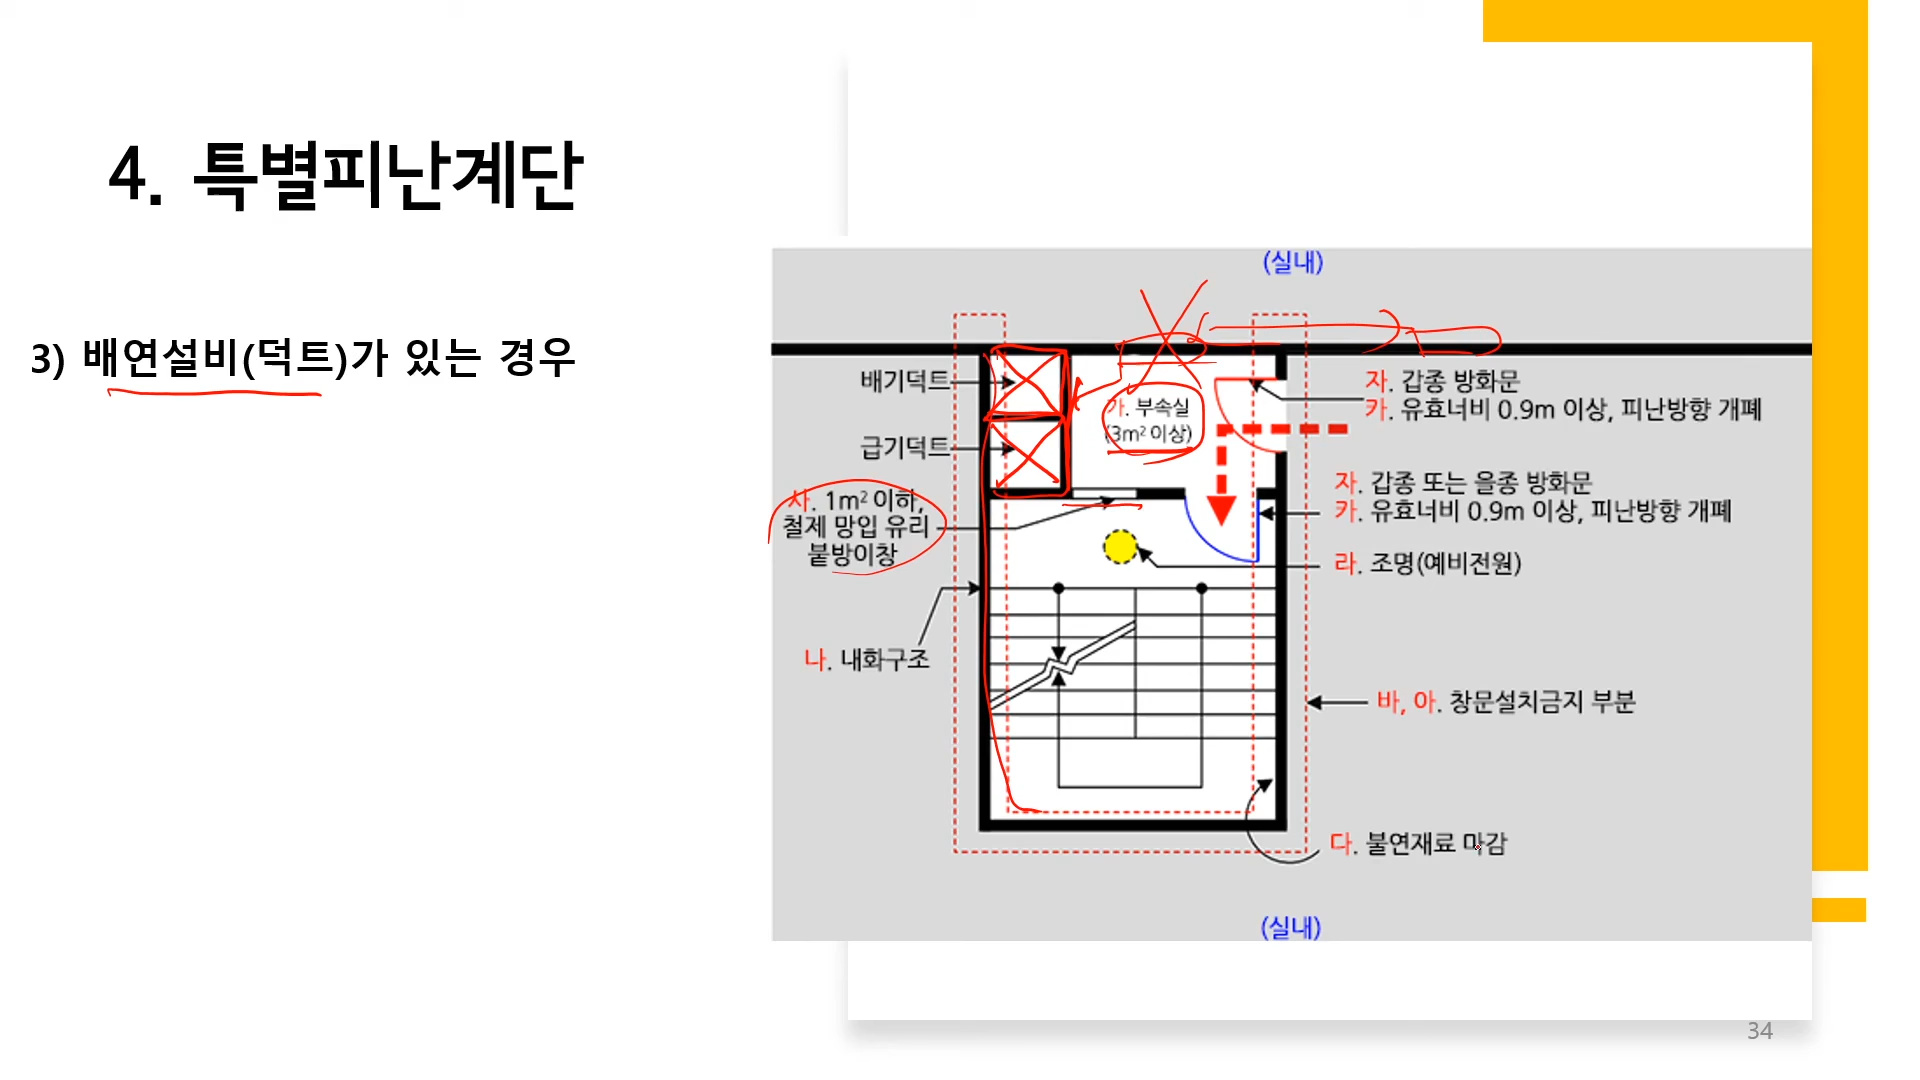 4. 특별피난계단
3) 배연설비(덕트)가 있는 경우
(실내)
배기덕트
급기덕트
사. 1m² 이하,
철제 망입 유리
붙방이창
나. 내화구조
가. 부속실
(3m² 이상)
자. 갑종 방화문
카. 유효너비 0.9m 이상, 피난방향 개폐
자. 갑종 또는 을종 방화문
카. 유효너비 0.9m 이상, 피난방향 개폐
라. 조명(예비전원)
바, 아. 창문설치금지 부분
다. 불연재료 마감
(실내)
34